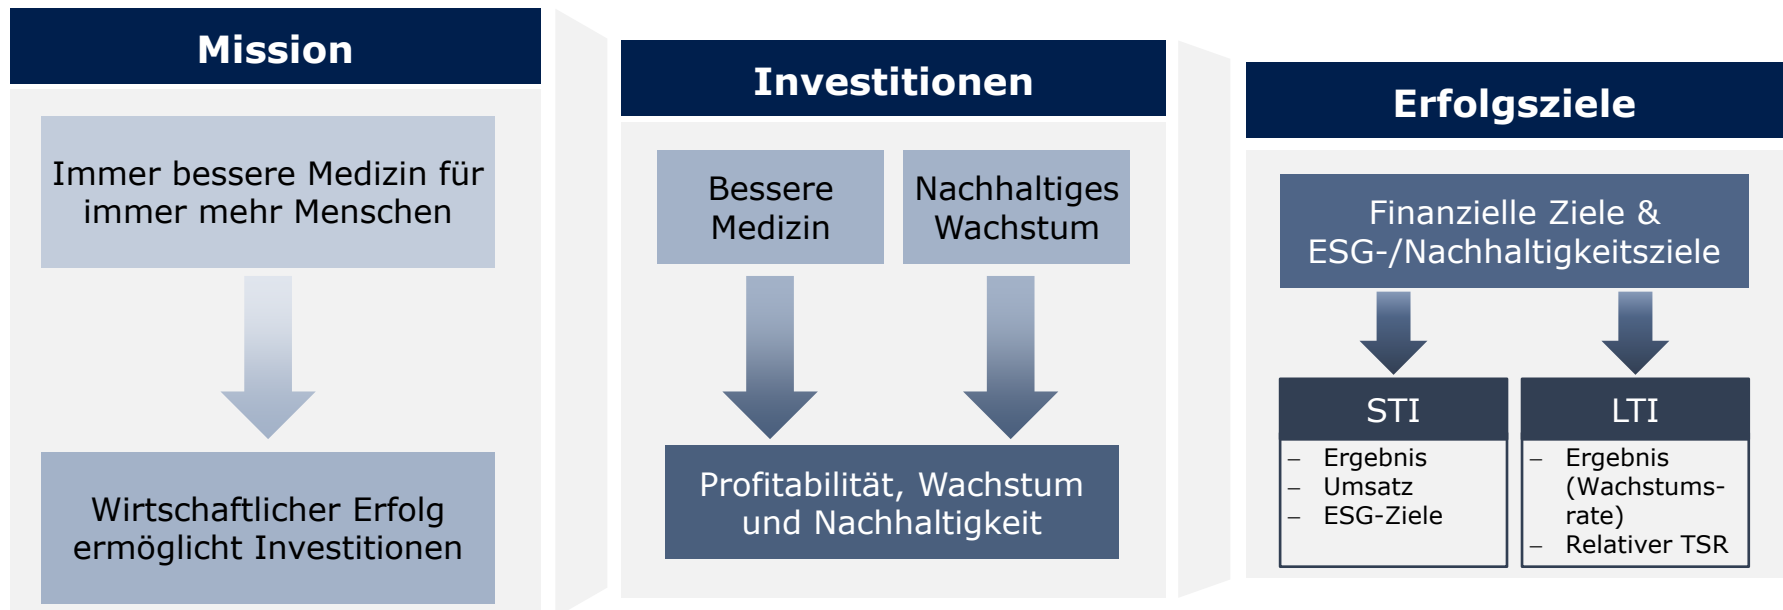 Mission
Immer bessere Medizin für
immer mehr Menschen
Wirtschaftlicher Erfolg
ermöglicht Investitionen
Investitionen
Bessere
Medizin
Nachhaltiges
Wachstum
Profitabilität, Wachstum
und Nachhaltigkeit
Erfolgsziele
Finanzielle Ziele &
ESG-/Nachhaltigkeitsziele
STI
– Ergebnis
– Umsatz
– ESG-Ziele
LTI
– Ergebnis
(Wachstums-
rate)
– Relativer TSR